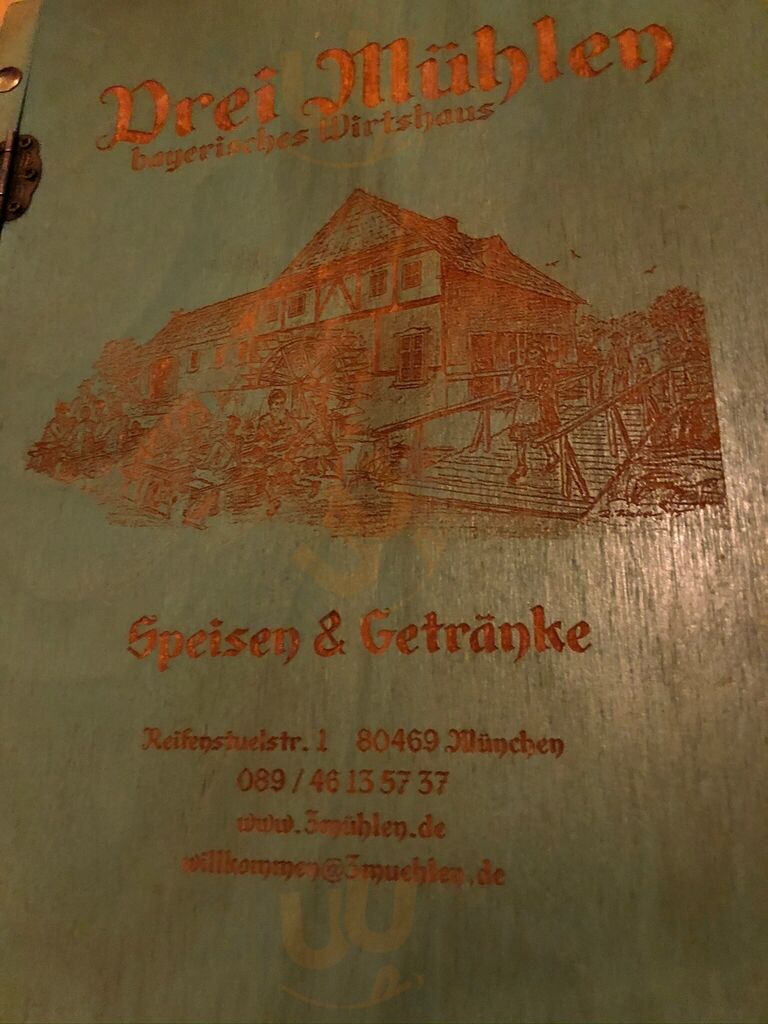 Drei Mühlen
bayerisches Wirtshaus
Speisen & Getränke
Reifenstuelstr. 1 80469 München
089 / 46 13 57 37
www.3mühlen.de
willkommen@3muehlen.de